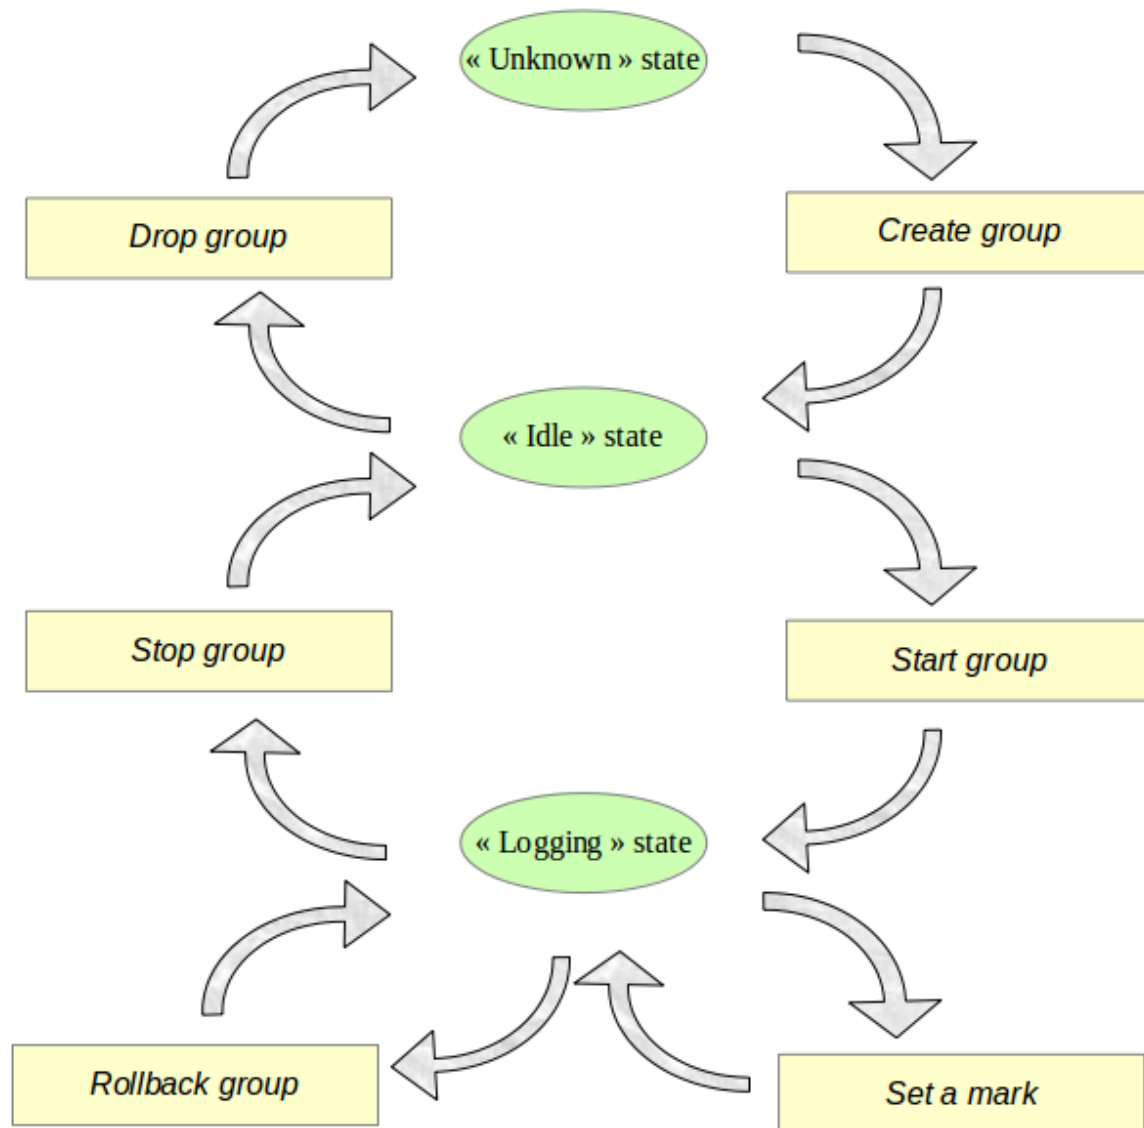 « Unknown » state
Drop group
Create group
« Idle » state
Stop group
Start group
« Logging » state
Rollback group
Set a mark